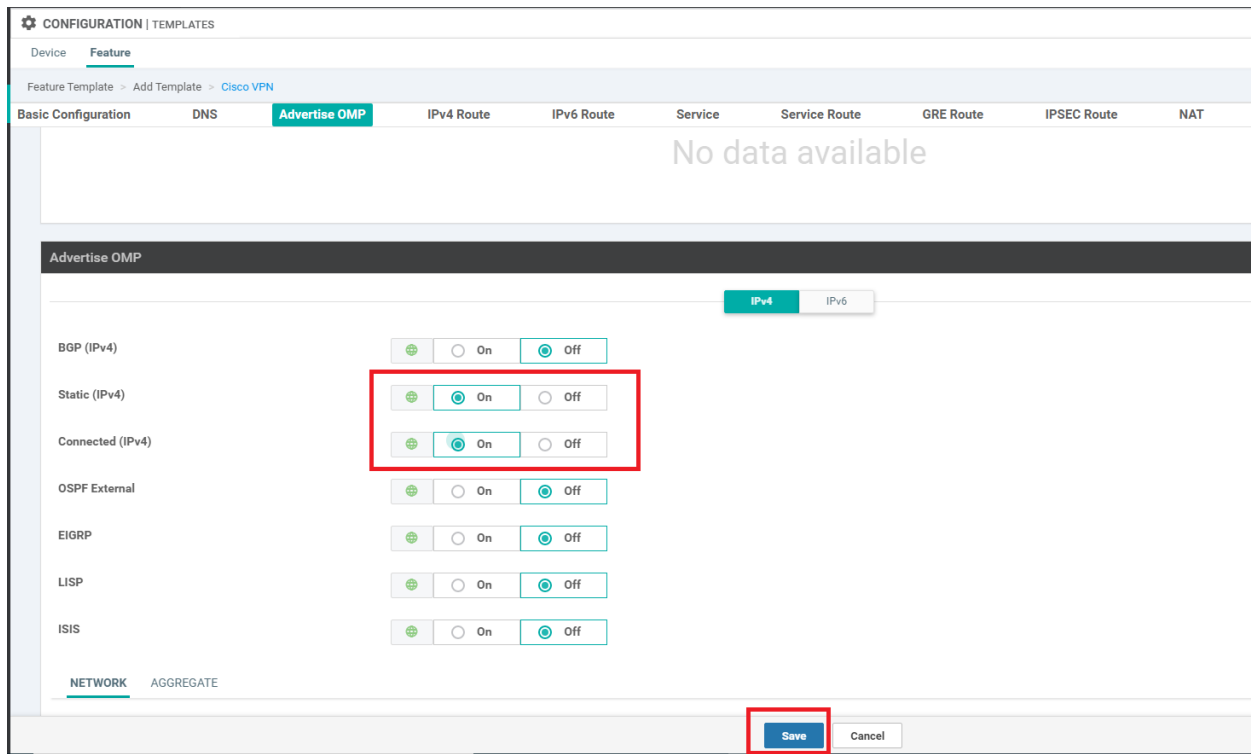 CONFIGURATION | TEMPLATES
Device Feature
Feature Template > Add Template > Cisco VPN
Basic Configuration DNS Advertise OMP IPv4 Route IPv6 Route Service Service Route GRE Route IPSEC Route NAT
No data available
Advertise OMP
IPv4 IPv6
BGP (IPv4) On Off
Static (IPv4) On Off
Connected (IPv4) On Off
OSPF External On Off
EIGRP On Off
LISP On Off
ISIS On Off
NETWORK AGGREGATE
Save Cancel